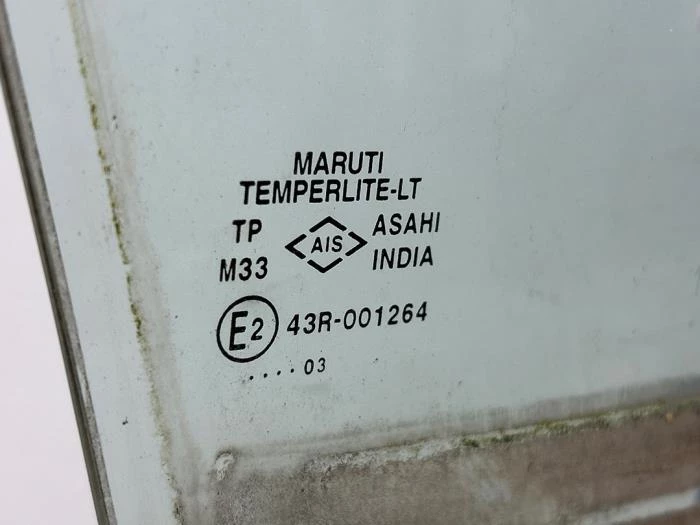 MARUTI
TEMPERLITE-LT
TP
M33
AIS
ASAHI
INDIA
E2
43R-001264
.... 03